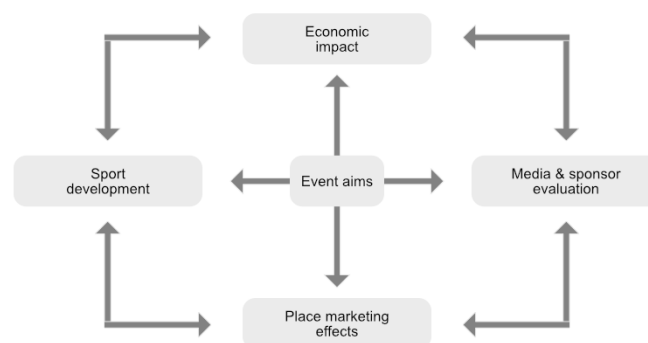 Economic
impact
Sport
development
Event aims
Media & sponsor
evaluation
Place marketing
effects